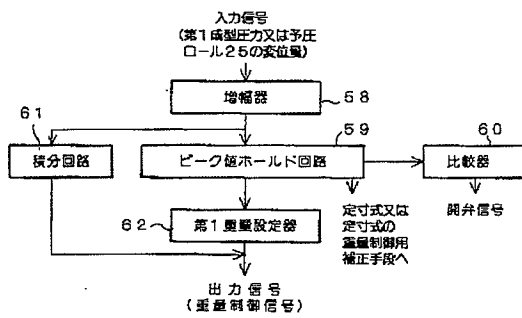 入力信号
(第1成型圧力又は予圧
ロール25の変位量)
増幅器
58
61
59
60
積分回路
ピーク値ホールド回路
比較器
62
第1重量設定器
定寸式又は
定寸式の
重量制御用
補正手段へ
開弁信号
出力信号
(重量制御信号)